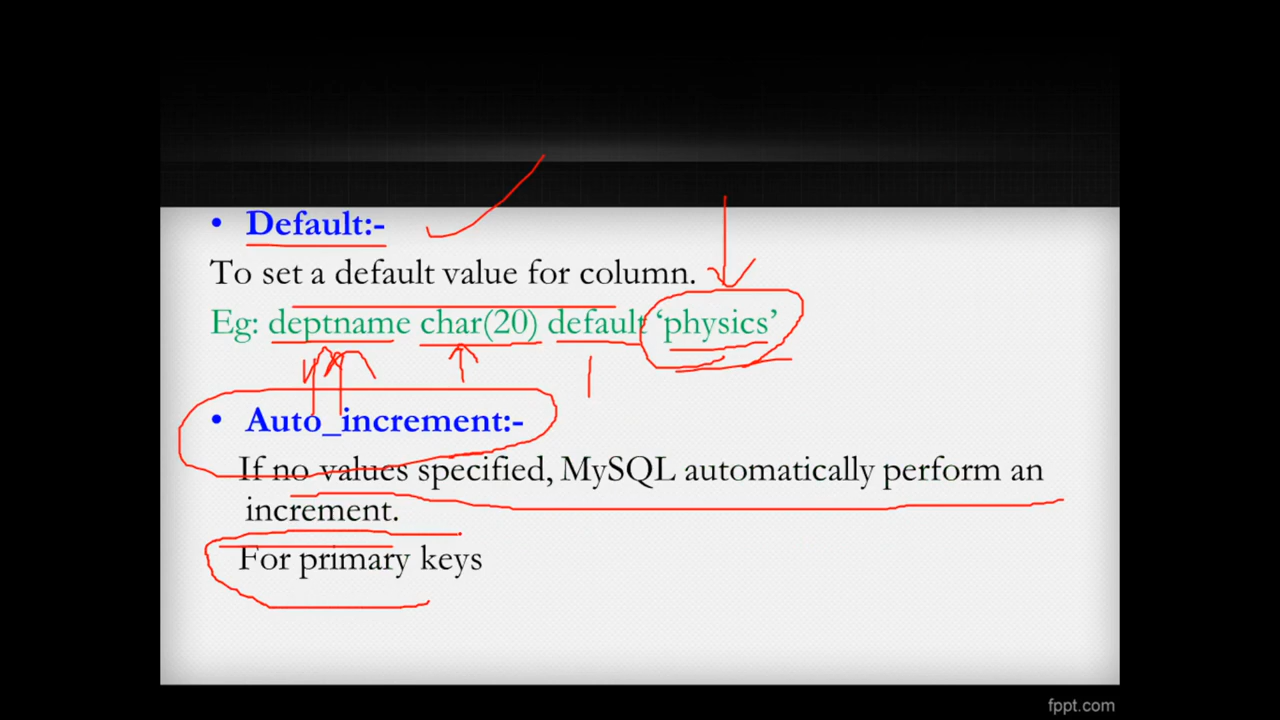 • Default:-
To set a default value for column.
Eg: deptname char(20) default ‘physics’
• Auto_increment:-
If no values specified, MySQL automatically perform an
increment.
For primary keys
fppt.com